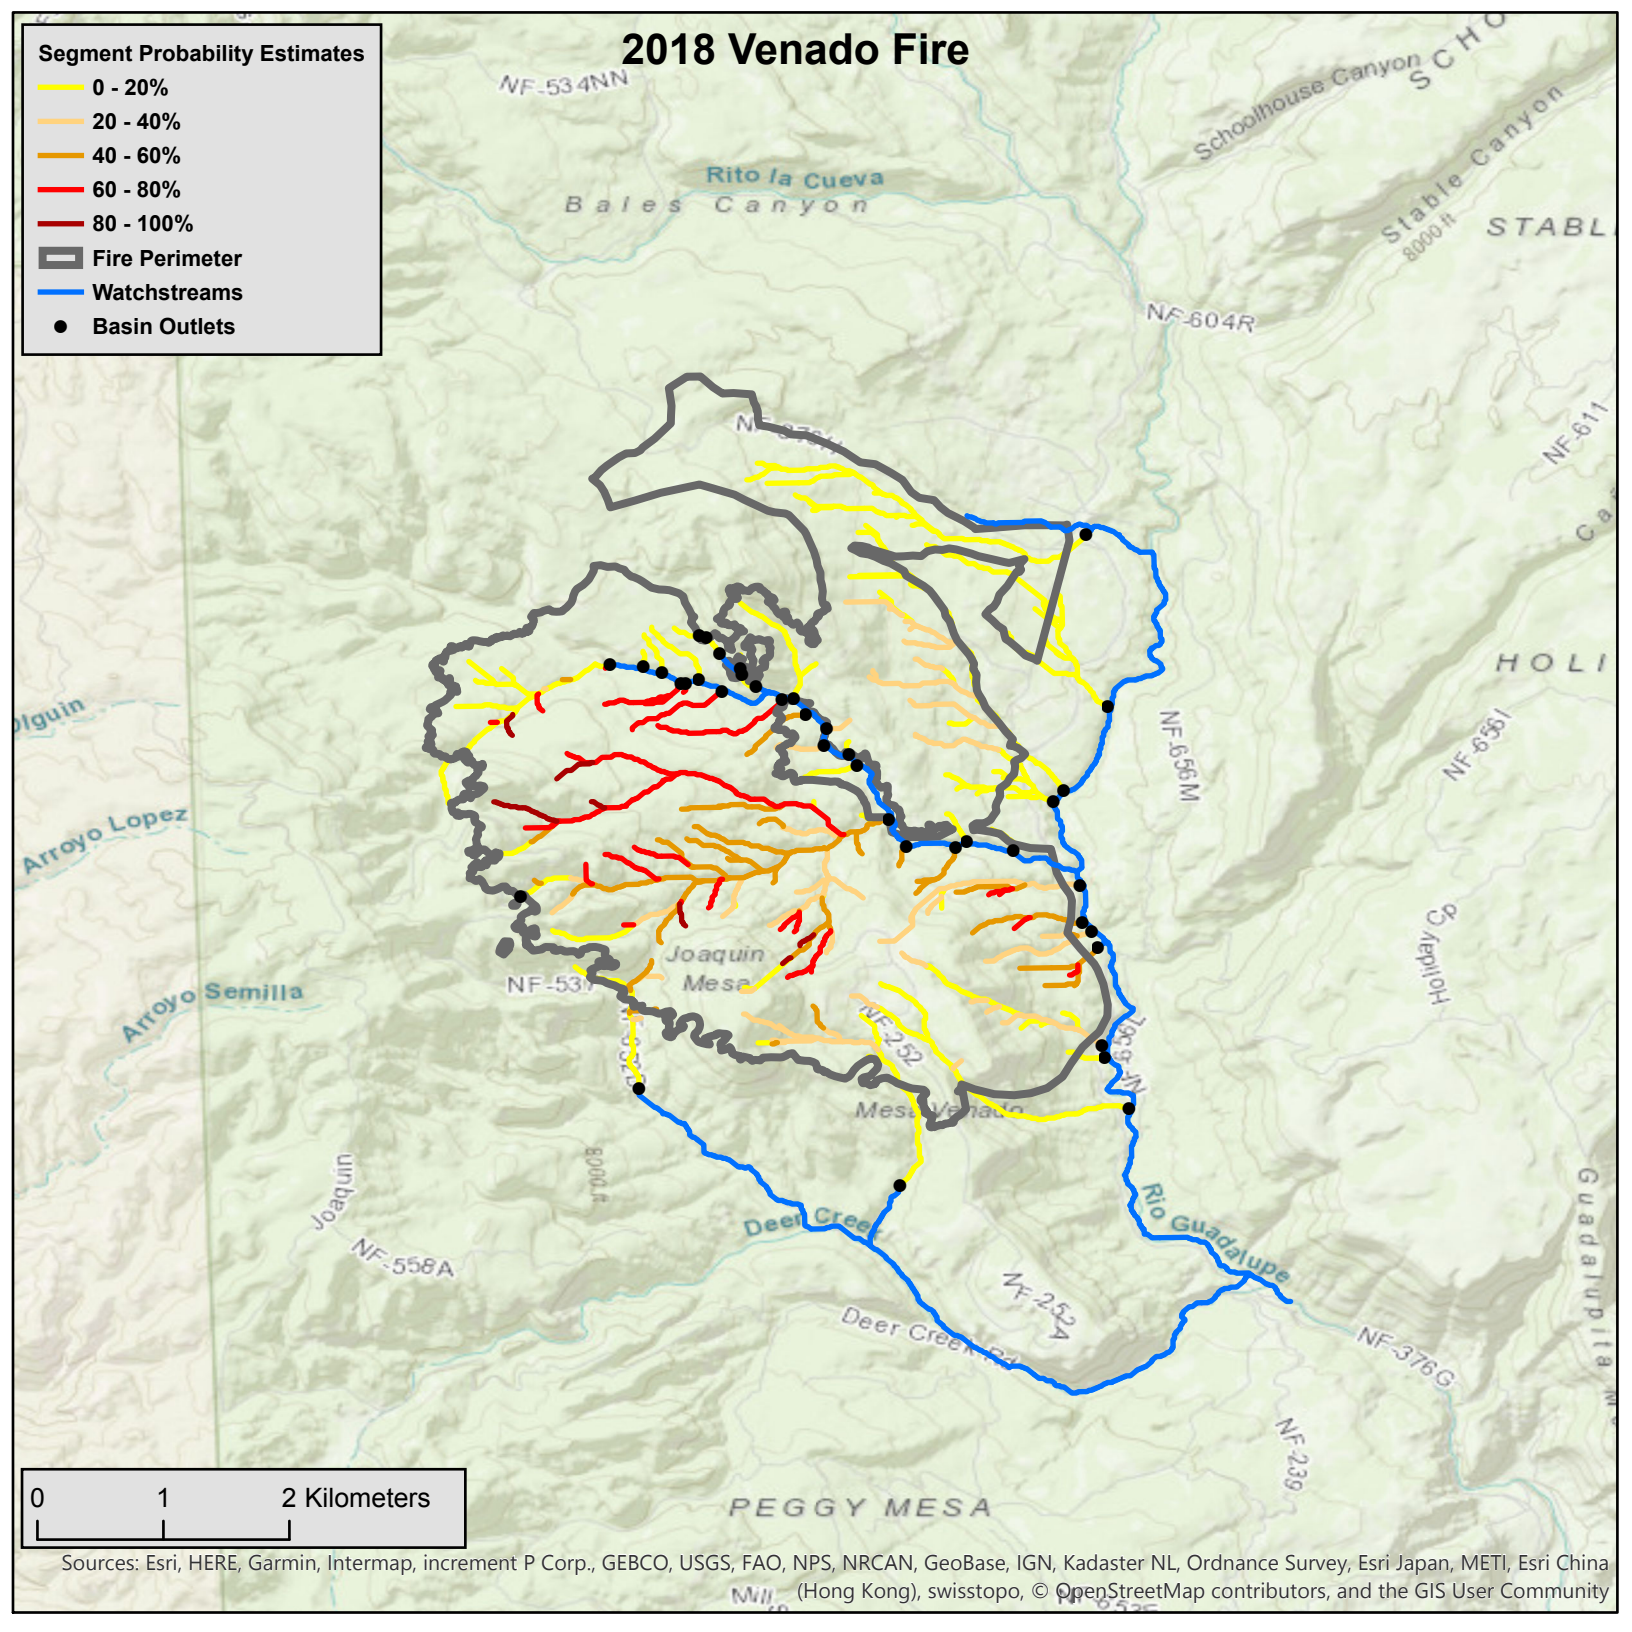 2018 Venado Fire
Segment Probability Estimates
0 - 20%
20 - 40%
40 - 60%
60 - 80%
80 - 100%
Fire Perimeter
Watchstreams
Basin Outlets
NF-534NN
Schoolhouse Canyon
SCHO
Stable Canyon
8000 ft
STABL
Rito la Cueva
Bales Canyon
NF-604R
NF-611
Ca
HOLI
NF-656I
NF-656M
Holiday Cp
Olguin
Arroyo Lopez
Arroyo Semilla
Joaquin
Mesa
NF-252
Mesa Venado
8000 ft
Joaquin
NF-558A
Deer Creek
Rio Guadalupe
NF-252A
Deer Creek Rd
NF-376G
NF-239
Guadalupita
PEGGY MESA
0 1 2 Kilometers
Sources: Esri, HERE, Garmin, Intermap, increment P Corp., GEBCO, USGS, FAO, NPS, NRCAN, GeoBase, IGN, Kadaster NL, Ordnance Survey, Esri Japan, METI, Esri China
(Hong Kong), swisstopo, © OpenStreetMap contributors, and the GIS User Community